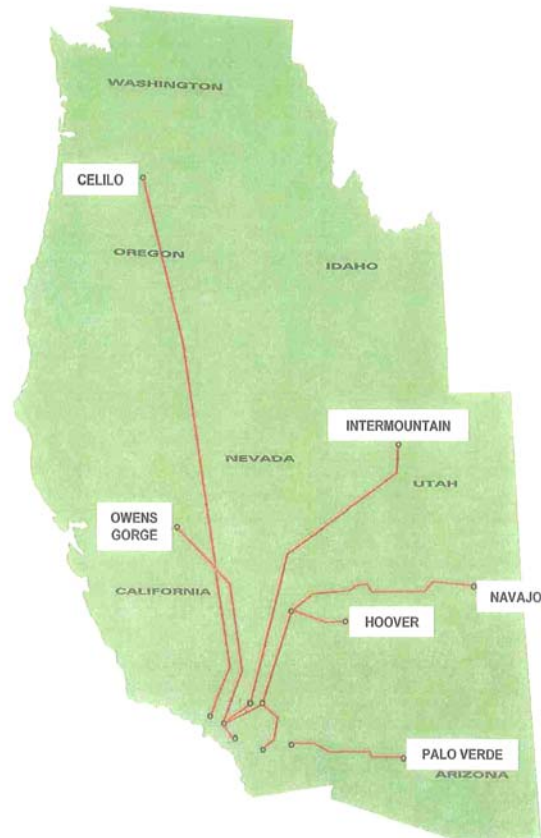 WASHINGTON
CELILO
OREGON
IDAHO
INTERMOUNTAIN
NEVADA
UTAH
OWENS
GORGE
CALIFORNIA
NAVAJO
HOOVER
PALO VERDE
ARIZONA